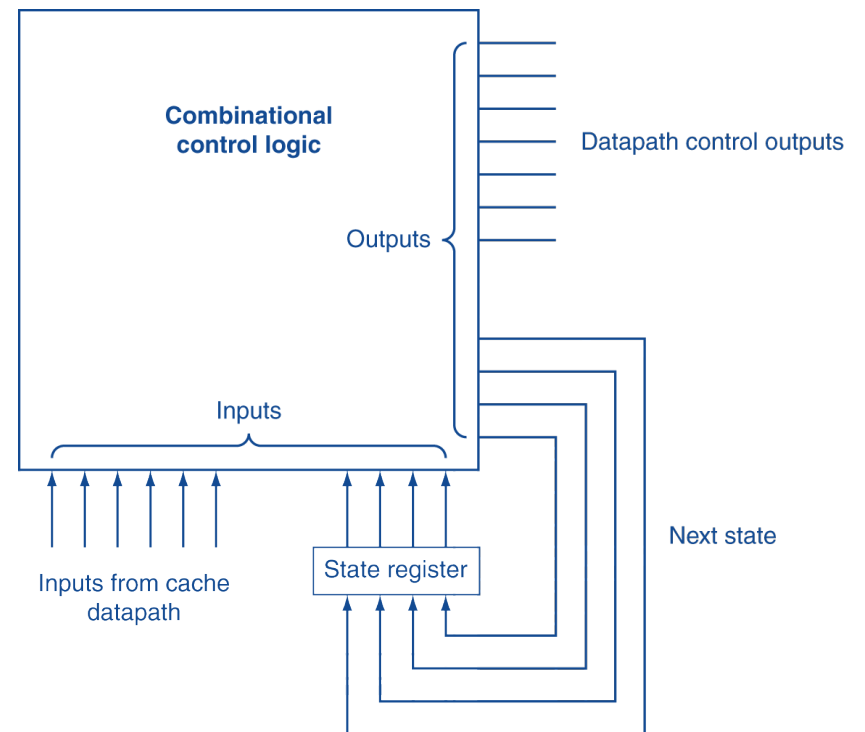 Combinational
control logic
Datapath control outputs
Outputs
Inputs
Next state
State register
Inputs from cache
datapath